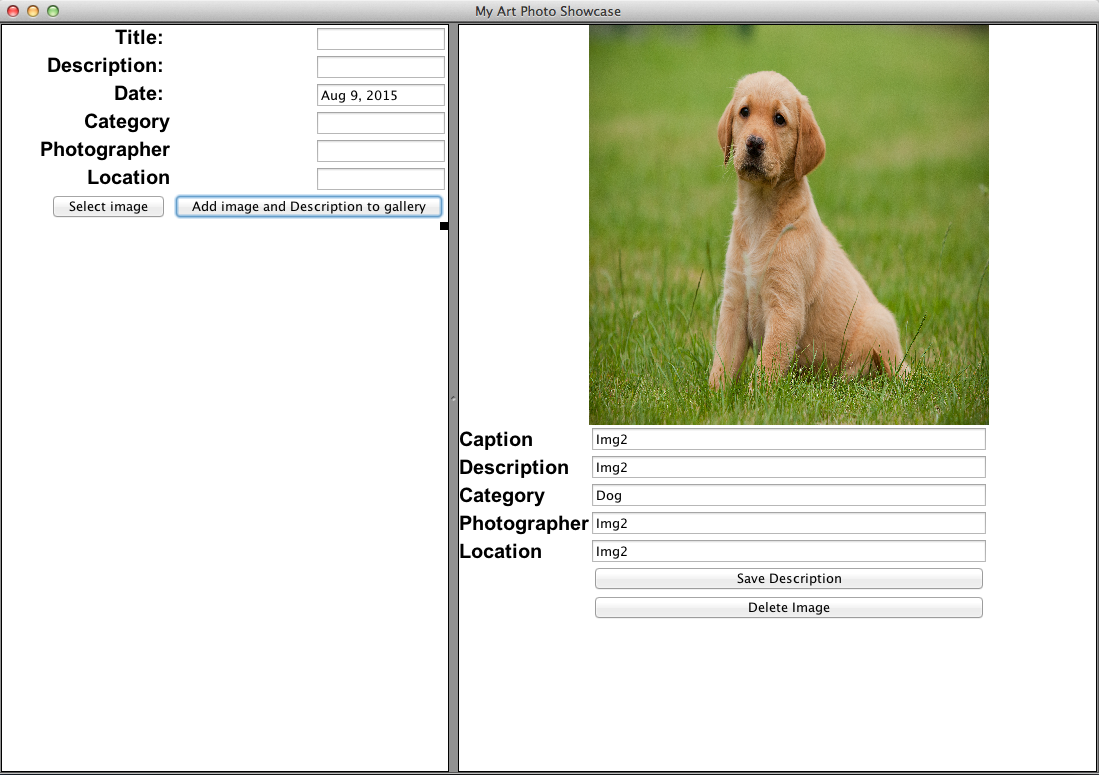 My Art Photo Showcase
Title:
Description:
Date: Aug 9, 2015
Category
Photographer
Location
Select image Add image and Description to gallery
Caption Img2
Description Img2
Category Dog
Photographer Img2
Location Img2
Save Description
Delete Image